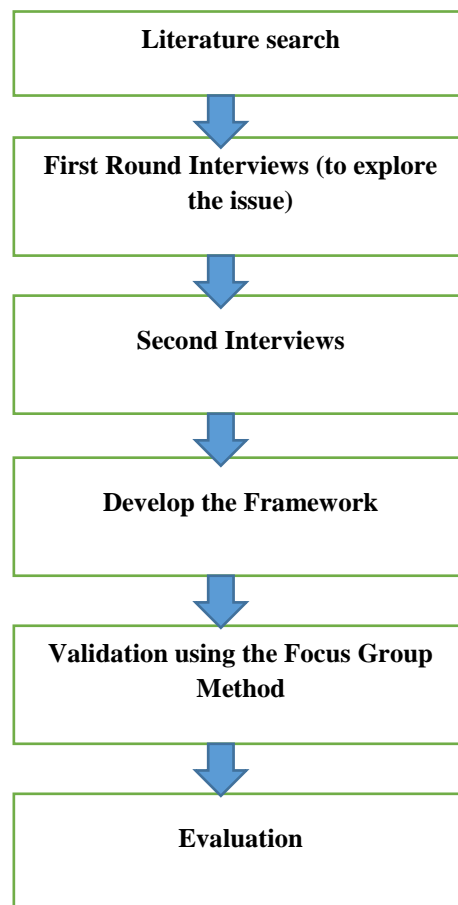 Literature search
First Round Interviews (to explore
the issue)
Second Interviews
Develop the Framework
Validation using the Focus Group
Method
Evaluation